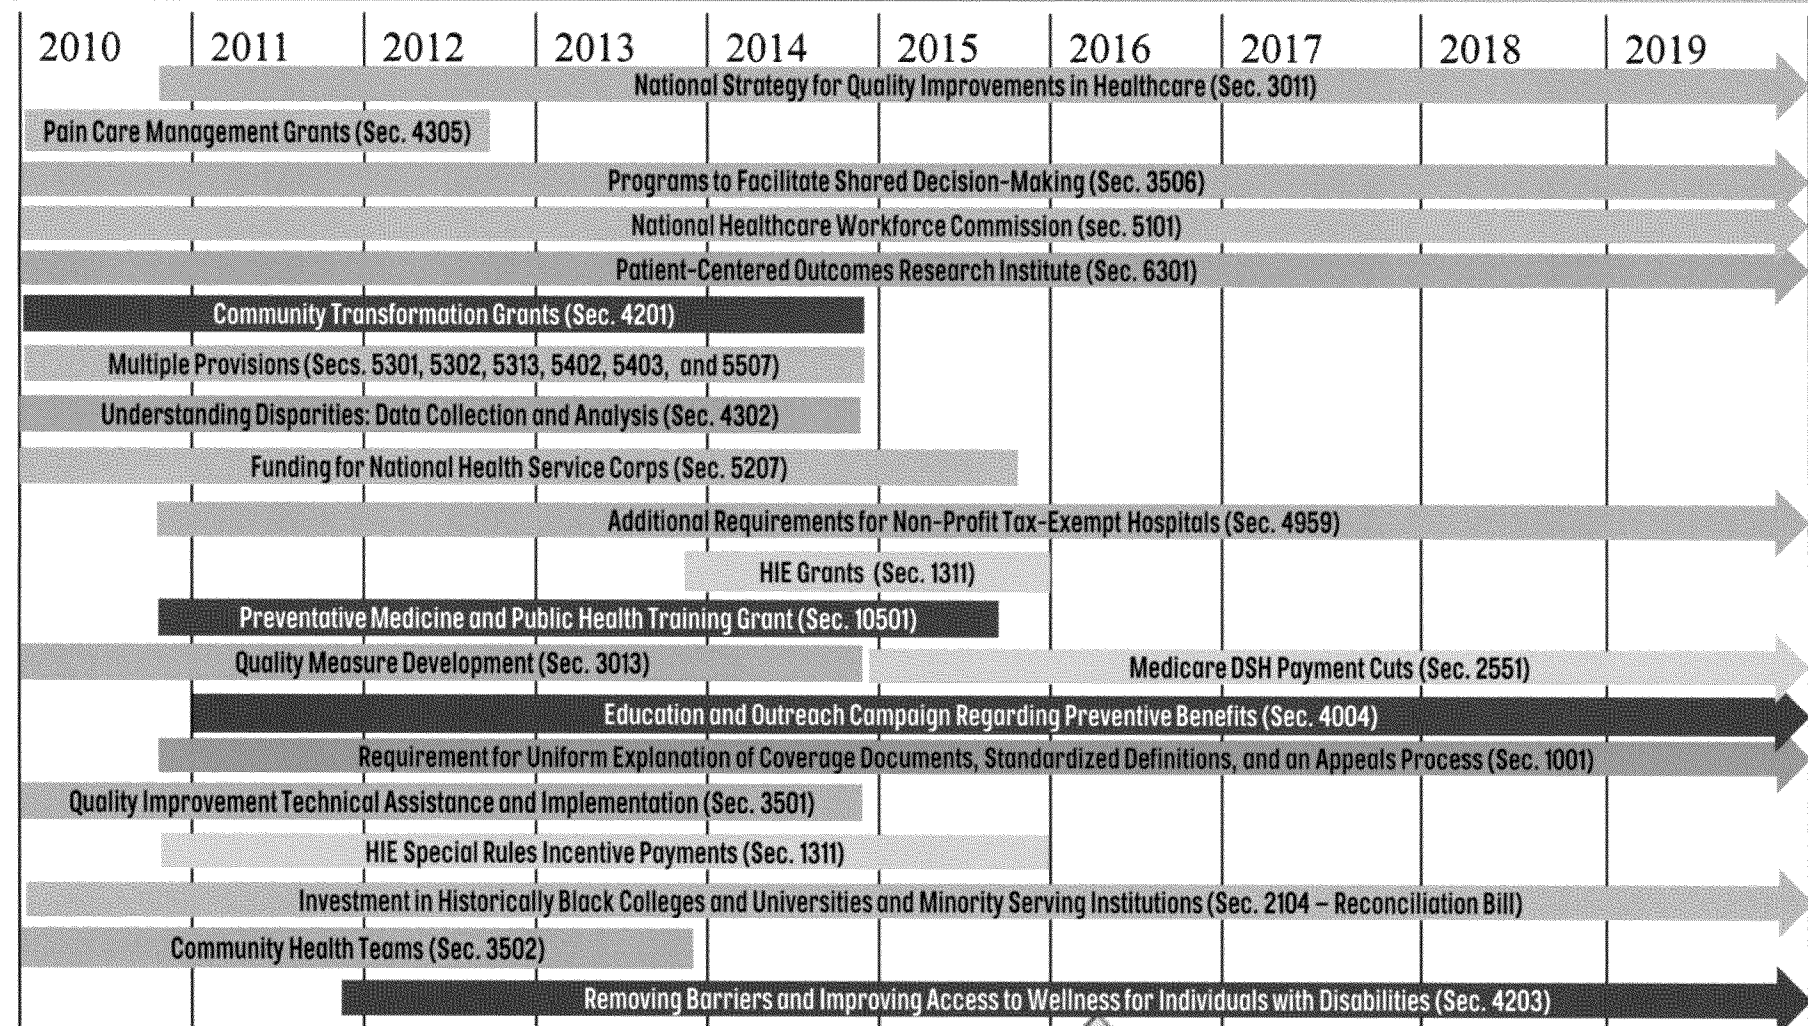 2010 2011 2012 2013 2014 2015 2016 2017 2018 2019
National Strategy for Quality Improvements in Healthcare (Sec. 3011)
Pain Care Management Grants (Sec. 4305)
Programs to Facilitate Shared Decision-Making (Sec. 3506)
National Healthcare Workforce Commission (sec. 5101)
Patient-Centered Outcomes Research Institute (Sec. 6301)
Community Transformation Grants (Sec. 4201)
Multiple Provisions (Secs. 5301, 5302, 5313, 5402, 5403, and 5507)
Understanding Disparities: Data Collection and Analysis (Sec. 4302)
Funding for National Health Service Corps (Sec. 5207)
Additional Requirements for Non-Profit Tax-Exempt Hospitals (Sec. 4959)
HIE Grants (Sec. 1311)
Preventative Medicine and Public Health Training Grant (Sec. 10501)
Quality Measure Development (Sec. 3013)
Medicare DSH Payment Cuts (Sec. 2551)
Education and Outreach Campaign Regarding Preventive Benefits (Sec. 4004)
Requirement for Uniform Explanation of Coverage Documents, Standardized Definitions, and an Appeals Process (Sec. 1001)
Quality Improvement Technical Assistance and Implementation (Sec. 3501)
HIE Special Rules Incentive Payments (Sec. 1311)
Investment in Historically Black Colleges and Universities and Minority Serving Institutions (Sec. 2104 – Reconciliation Bill)
Community Health Teams (Sec. 3502)
Removing Barriers and Improving Access to Wellness for Individuals with Disabilities (Sec. 4203)